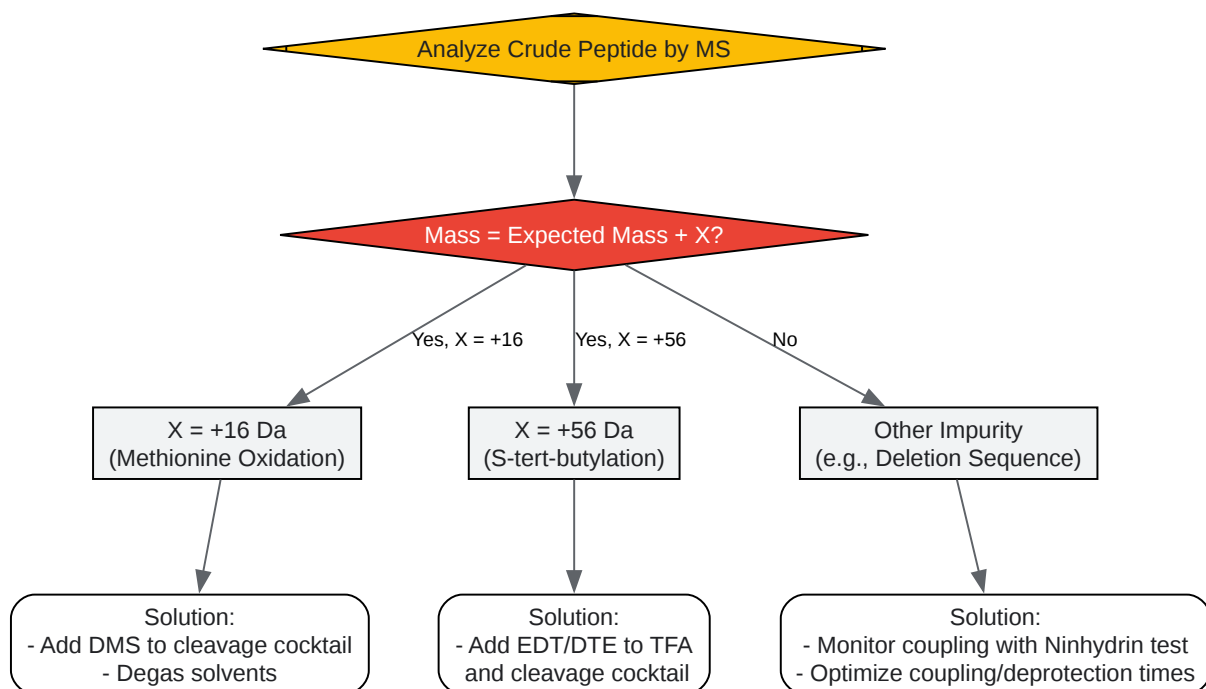 Analyze Crude Peptide by MS
Mass = Expected Mass + X?
Yes, X = +16
Yes, X = +56
No
X = +16 Da
(Methionine Oxidation)
X = +56 Da
(S-tert-butylation)
Other Impurity
(e.g., Deletion Sequence)
Solution:
- Add DMS to cleavage cocktail
- Degas solvents
Solution:
- Add EDT/DTE to TFA
and cleavage cocktail
Solution:
- Monitor coupling with Ninhydrin test
- Optimize coupling/deprotection times